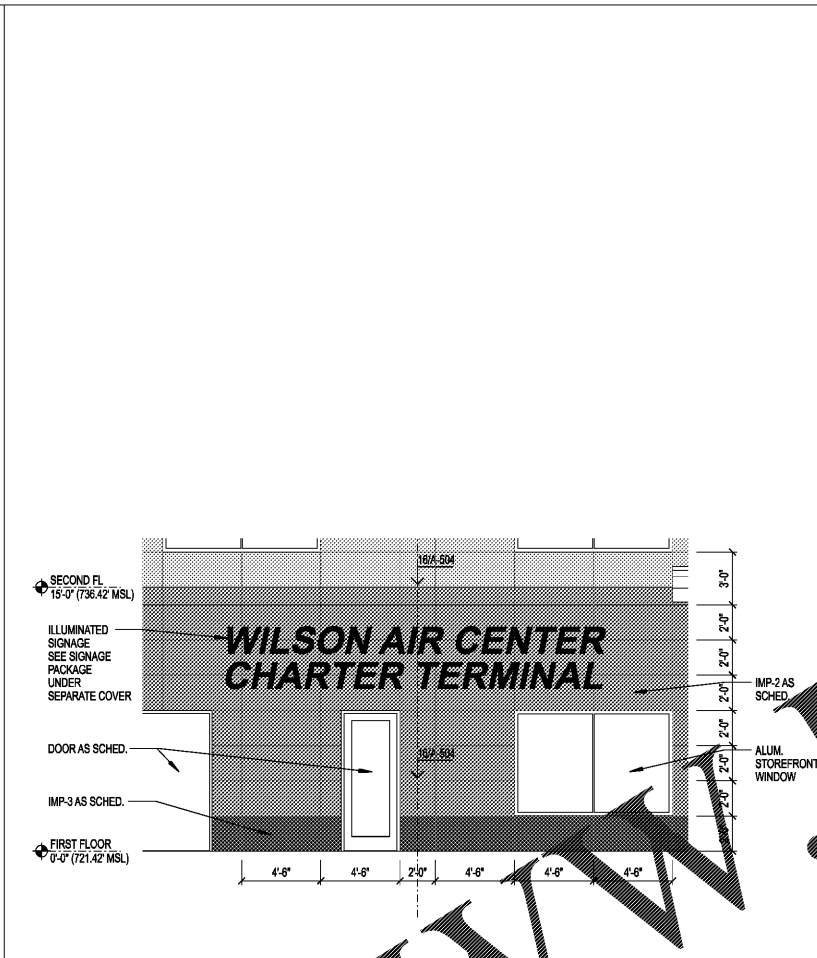 16/A-504
SECOND FL
15'-0" (736.42' MSL)
3'-0"
ILLUMINATED
SIGNAGE
SEE SIGNAGE
PACKAGE
UNDER
SEPARATE COVER
WILSON AIR CENTER
CHARTER TERMINAL
2'-0"
2'-0"
2'-0"
IMP-2 AS
SCHED.
2'-0"
DOOR AS SCHED.
16/A-504
2'-0"
ALUM.
STOREFRONT
WINDOW
2'-0"
IMP-3 AS SCHED.
2'-0"
FIRST FLOOR
0'-0" (721.42' MSL)
4'-6" 4'-6" 2'-0" 4'-6" 4'-6" 4'-6"